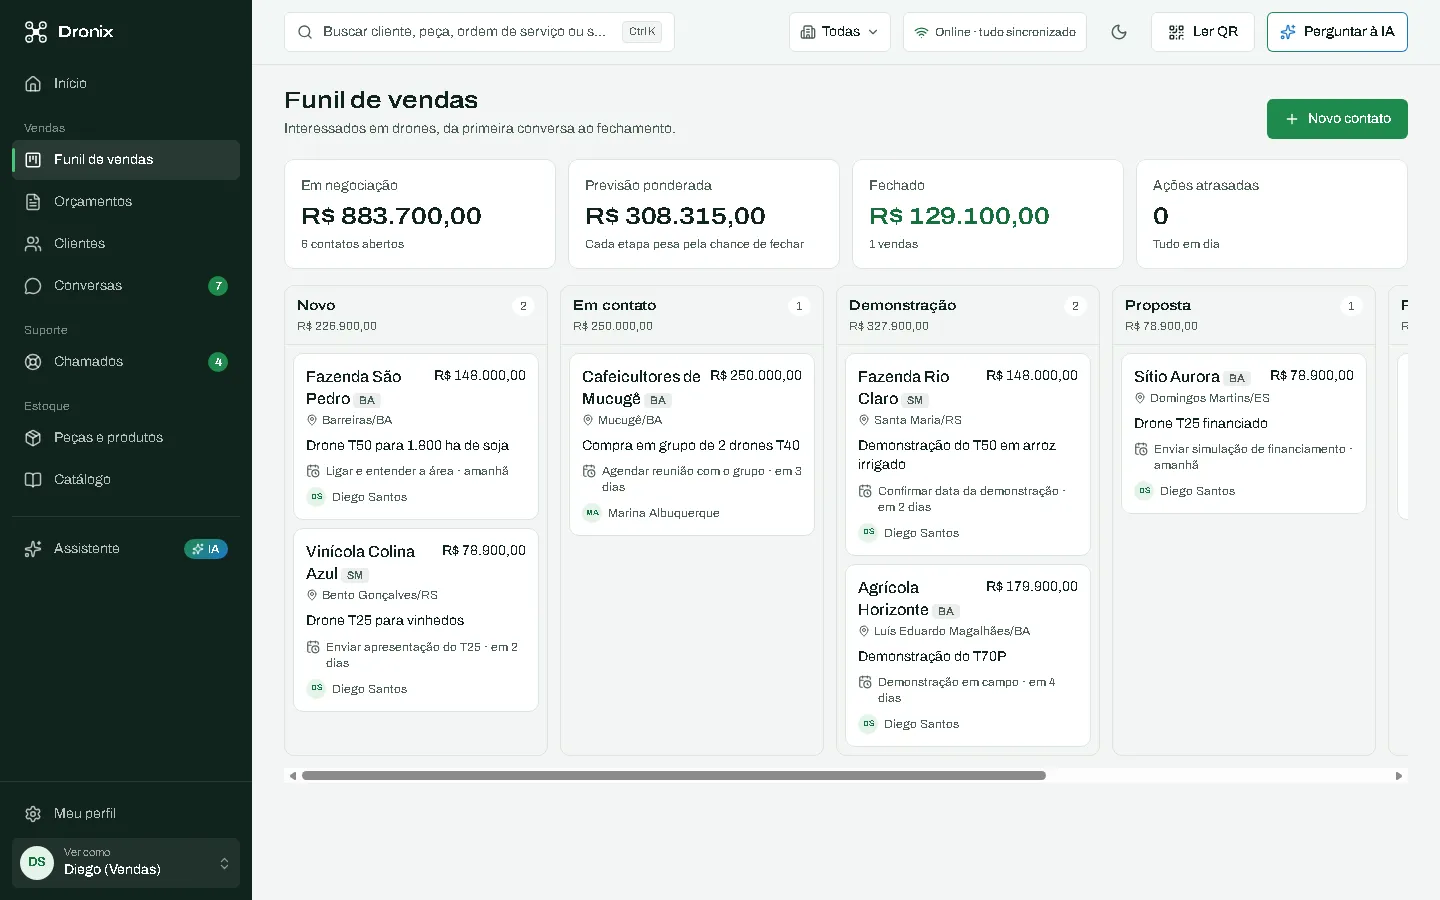 Dronix
Buscar cliente, peça, ordem de serviço ou s...
Ctrl K
Todas
Online · tudo sincronizado
Ler QR
Perguntar à IA
Início
Vendas
Funil de vendas
Orçamentos
Clientes
Conversas
7
Suporte
Chamados
4
Estoque
Peças e produtos
Catálogo
Assistente
IA
Meu perfil
DS
Ver como
Diego (Vendas)
Funil de vendas
Interessados em drones, da primeira conversa ao fechamento.
Novo contato
Em negociação
R$ 883.700,00
6 contatos abertos
Previsão ponderada
R$ 308.315,00
Cada etapa pesa pela chance de fechar
Fechado
R$ 129.100,00
1 vendas
Ações atrasadas
0
Tudo em dia
Novo
2
R$ 226.900,00
Fazenda São
Pedro BA
R$ 148.000,00
Barreiras/BA
Drone T50 para 1.800 ha de soja
Ligar e entender a área · amanhã
DS Diego Santos
Vinícola Colina
Azul SM
R$ 78.900,00
Bento Gonçalves/RS
Drone T25 para vinhedos
Enviar apresentação do T25 · em 2
dias
DS Diego Santos
Em contato
1
R$ 250.000,00
Cafeicultores de
Mucugê BA
R$ 250.000,00
Mucugê/BA
Compra em grupo de 2 drones T40
Agendar reunião com o grupo · em 3
dias
MA Marina Albuquerque
Demonstração
2
R$ 327.900,00
Fazenda Rio
Claro SM
R$ 148.000,00
Santa Maria/RS
Demonstração do T50 em arroz
irrigado
Confirmar data da demonstração ·
em 2 dias
DS Diego Santos
Agrícola
Horizonte BA
R$ 179.900,00
Luís Eduardo Magalhães/BA
Demonstração do T70P
Demonstração em campo · em 4
dias
DS Diego Santos
Proposta
1
R$ 78.900,00
Sítio Aurora BA
R$ 78.900,00
Domingos Martins/ES
Drone T25 financiado
Enviar simulação de financiamento ·
amanhã
DS Diego Santos